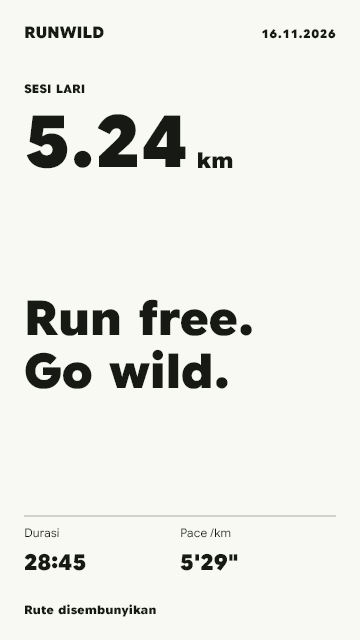 RUNWILD
16.11.2026
SESI LARI
5.24 km
Run free.
Go wild.
Durasi
Pace /km
28:45
5'29"
Rute disembunyikan